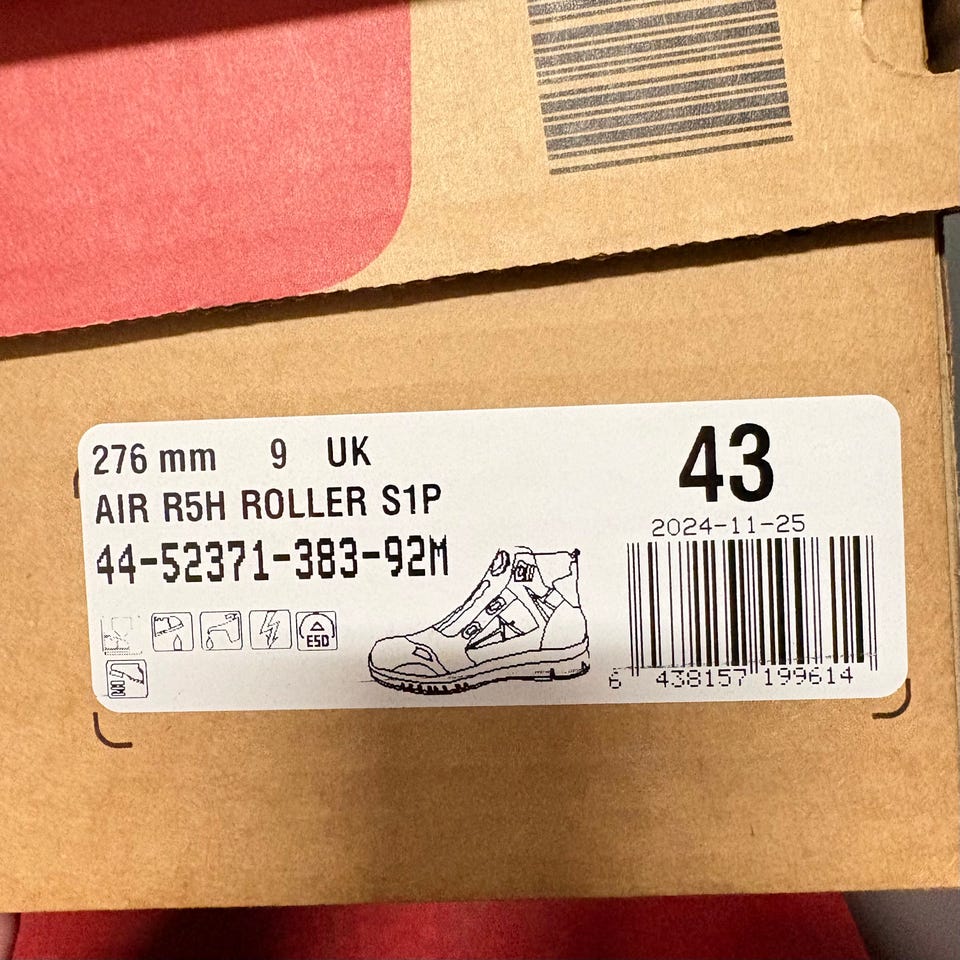 276 mm 9 UK
AIR R5H ROLLER S1P
44-52371-383-92M
ESD
43
2024-11-25
6 438157 199614